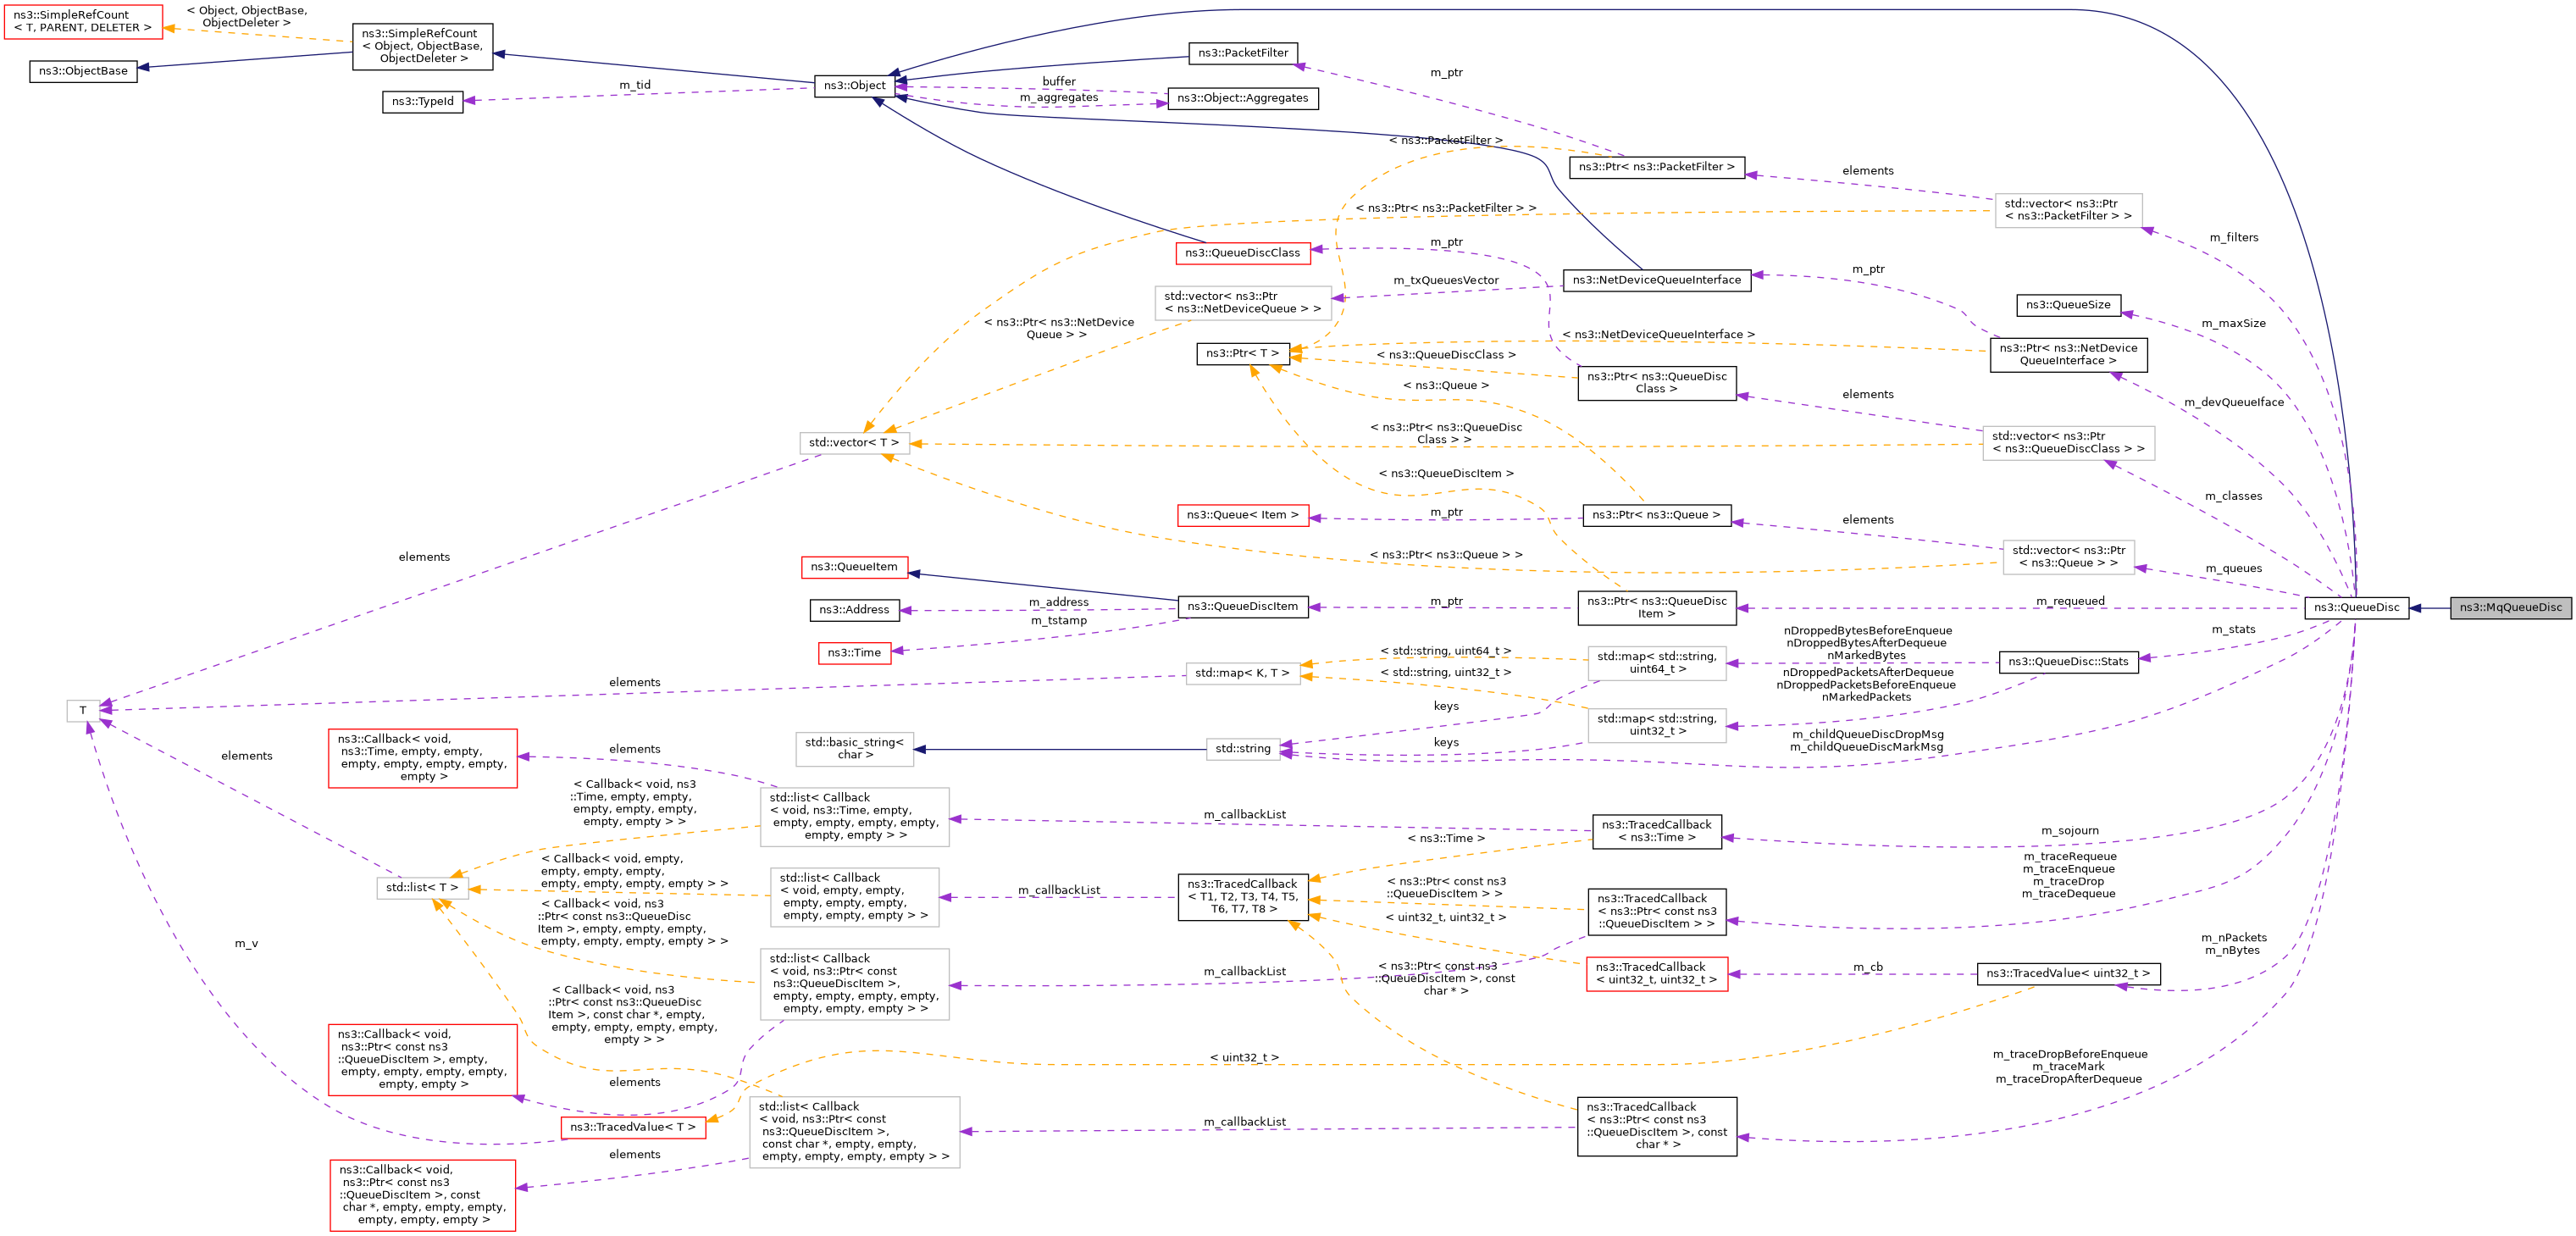 ns3::SimpleRefCount
< T, PARENT, DELETER >
< Object, ObjectBase,
ObjectDeleter >
ns3::SimpleRefCount
< Object, ObjectBase,
ObjectDeleter >
ns3::ObjectBase
ns3::TypeId
m_tid
ns3::Object
buffer
m_aggregates
ns3::PacketFilter
ns3::Object::Aggregates
m_ptr
< ns3::PacketFilter >
ns3::Ptr< ns3::PacketFilter >
elements
std::vector< ns3::Ptr
< ns3::PacketFilter > >
< ns3::Ptr< ns3::PacketFilter > >
m_filters
ns3::QueueDiscClass
m_ptr
m_txQueuesVector
ns3::NetDeviceQueueInterface
m_ptr
std::vector< ns3::Ptr
< ns3::NetDeviceQueue > >
ns3::QueueSize
m_maxSize
< ns3::Ptr< ns3::NetDevice
Queue > >
< ns3::NetDeviceQueueInterface >
ns3::Ptr< T >
< ns3::QueueDiscClass >
ns3::Ptr< ns3::NetDevice
QueueInterface >
ns3::Ptr< ns3::QueueDisc
Class >
< ns3::Queue >
elements
m_devQueueIface
std::vector< T >
< ns3::Ptr< ns3::QueueDisc
Class > >
std::vector< ns3::Ptr
< ns3::QueueDiscClass > >
< ns3::QueueDiscItem >
m_classes
ns3::Queue< Item >
m_ptr
ns3::Ptr< ns3::Queue >
elements
std::vector< ns3::Ptr
< ns3::Queue > >
< ns3::Ptr< ns3::Queue > >
m_queues
elements
ns3::QueueItem
ns3::Address
m_address
m_tstamp
ns3::QueueDiscItem
m_ptr
ns3::Ptr< ns3::QueueDisc
Item >
m_requeued
ns3::QueueDisc
ns3::MqQueueDisc
ns3::Time
nDroppedBytesBeforeEnqueue
nDroppedBytesAfterDequeue
nMarkedBytes
m_stats
ns3::QueueDisc::Stats
< std::string, uint64_t >
std::map< std::string,
uint64_t >
elements
std::map< K, T >
< std::string, uint32_t >
nDroppedPacketsAfterDequeue
nDroppedPacketsBeforeEnqueue
nMarkedPackets
T
keys
std::map< std::string,
uint32_t >
keys
m_childQueueDiscDropMsg
m_childQueueDiscMarkMsg
std::basic_string<
char >
std::string
ns3::Callback< void,
ns3::Time, empty, empty,
empty, empty, empty, empty,
empty >
elements
elements
< Callback< void, ns3
::Time, empty, empty,
empty, empty, empty,
empty, empty > >
std::list< Callback
< void, ns3::Time, empty,
empty, empty, empty, empty,
empty, empty > >
m_callbackList
ns3::TracedCallback
< ns3::Time >
m_sojourn
< ns3::Time >
std::list< T >
< Callback< void, empty,
empty, empty, empty,
empty, empty, empty, empty > >
std::list< Callback
< void, empty, empty,
empty, empty, empty,
empty, empty, empty > >
m_callbackList
ns3::TracedCallback
< T1, T2, T3, T4, T5,
T6, T7, T8 >
< ns3::Ptr< const ns3
::QueueDiscItem > >
m_traceRequeue
m_traceEnqueue
m_traceDrop
m_traceDequeue
< Callback< void, ns3
::Ptr< const ns3::QueueDisc
Item >, empty, empty, empty,
empty, empty, empty, empty > >
< uint32_t, uint32_t >
ns3::TracedCallback
< ns3::Ptr< const ns3
::QueueDiscItem > >
m_v
std::list< Callback
< void, ns3::Ptr< const
ns3::QueueDiscItem >,
empty, empty, empty, empty,
empty, empty, empty > >
m_callbackList
< ns3::Ptr< const ns3
::QueueDiscItem >, const
char * >
ns3::TracedCallback
< uint32_t, uint32_t >
m_cb
ns3::TracedValue< uint32_t >
m_nPackets
m_nBytes
< Callback< void, ns3
::Ptr< const ns3::QueueDisc
Item >, const char *, empty,
empty, empty, empty, empty,
empty > >
ns3::Callback< void,
ns3::Ptr< const ns3
::QueueDiscItem >, empty,
empty, empty, empty, empty,
empty, empty >
elements
< uint32_t >
m_traceDropBeforeEnqueue
m_traceMark
m_traceDropAfterDequeue
ns3::TracedValue< T >
std::list< Callback
< void, ns3::Ptr< const
ns3::QueueDiscItem >,
const char *, empty, empty,
empty, empty, empty, empty > >
m_callbackList
ns3::TracedCallback
< ns3::Ptr< const ns3
::QueueDiscItem >, const
char * >
elements
ns3::Callback< void,
ns3::Ptr< const ns3
::QueueDiscItem >, const
char *, empty, empty, empty,
empty, empty, empty >